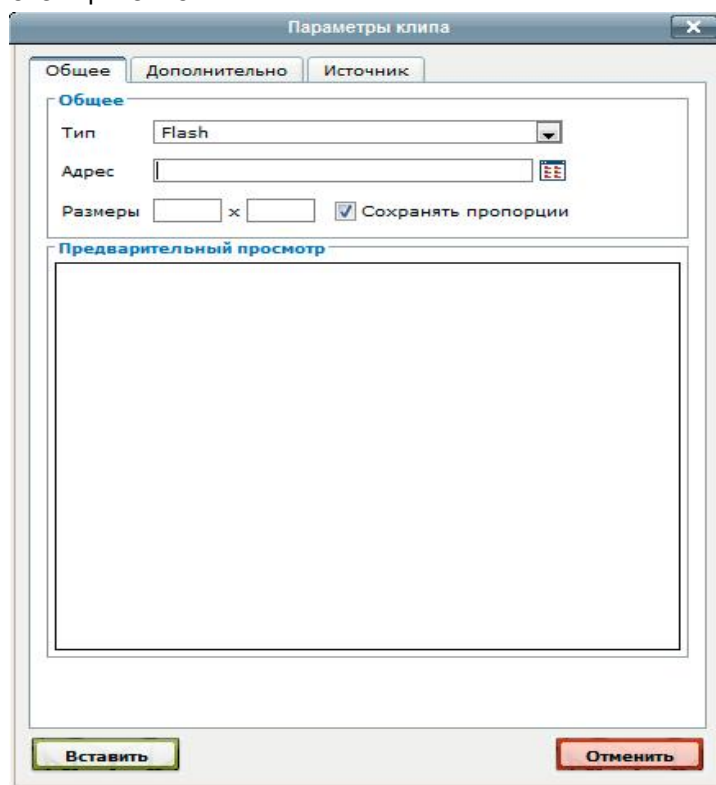 Параметры клипа
Общее Дополнительно Источник
Общее
Тип Flash
Адрес
Размеры x Сохранять пропорции
Предварительный просмотр
Вставить Отменить